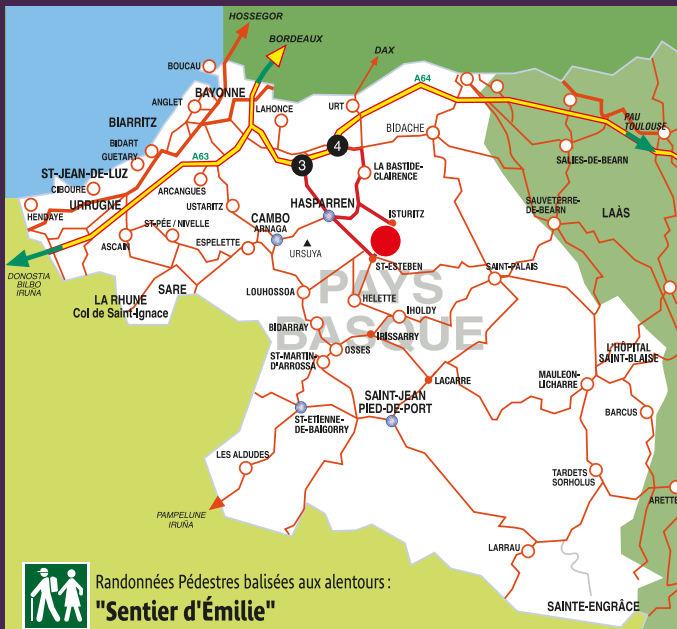 HOSSEGOR
BORDEAUX
DAX
BOUCAU
A64
BAYONNE
ANGLET
LAHONCE
URT
BIDACHE
PAU
TOULOUSE
BIARRITZ
BIDART
GUETARY
A63
4
3
SALIES-DE-BEARN
LA BASTIDE-
CLAIRENCE
ST-JEAN-DE-LUZ
CIBOURE
ARCANGUES
HASPARREN
SAUVETERRE-
DE-BEARN
LAÀS
HENDAYE
URRUGNE
USTARITZ
CAMBO
ARNAGA
ISTURITZ
ST-PÉE / NIVELLE
ASCAIN
ESPELETTE
URSUYA
ST-ESTEBEN
SAINT-PALAIS
DONOSTIA
BILBO
IRUÑA
SARE
LA RHUNE
Col de Saint-Ignace
LOUHOSSOA
PAYS
BASQUE
HELETTE
IHOLDY
BIDARRAY
IRISSARRY
OSSES
ST-MARTIN-
D'ARROSSA
L'HÔPITAL
SAINT-BLAISE
LACARRE
MAULEON-
LICHARRE
SAINT-JEAN
PIED-DE-PORT
ST-ETIENNE-
DE-BAÏGORRY
BARCUS
LES ALDUDES
TARDETS
SORHOLUS
ARETTE
PAMPELUNE
IRUÑA
LARRAU
SAINTE-ENGRÂCE
Randonnées Pédestres balisées aux alentours :
"Sentier d'Émilie"